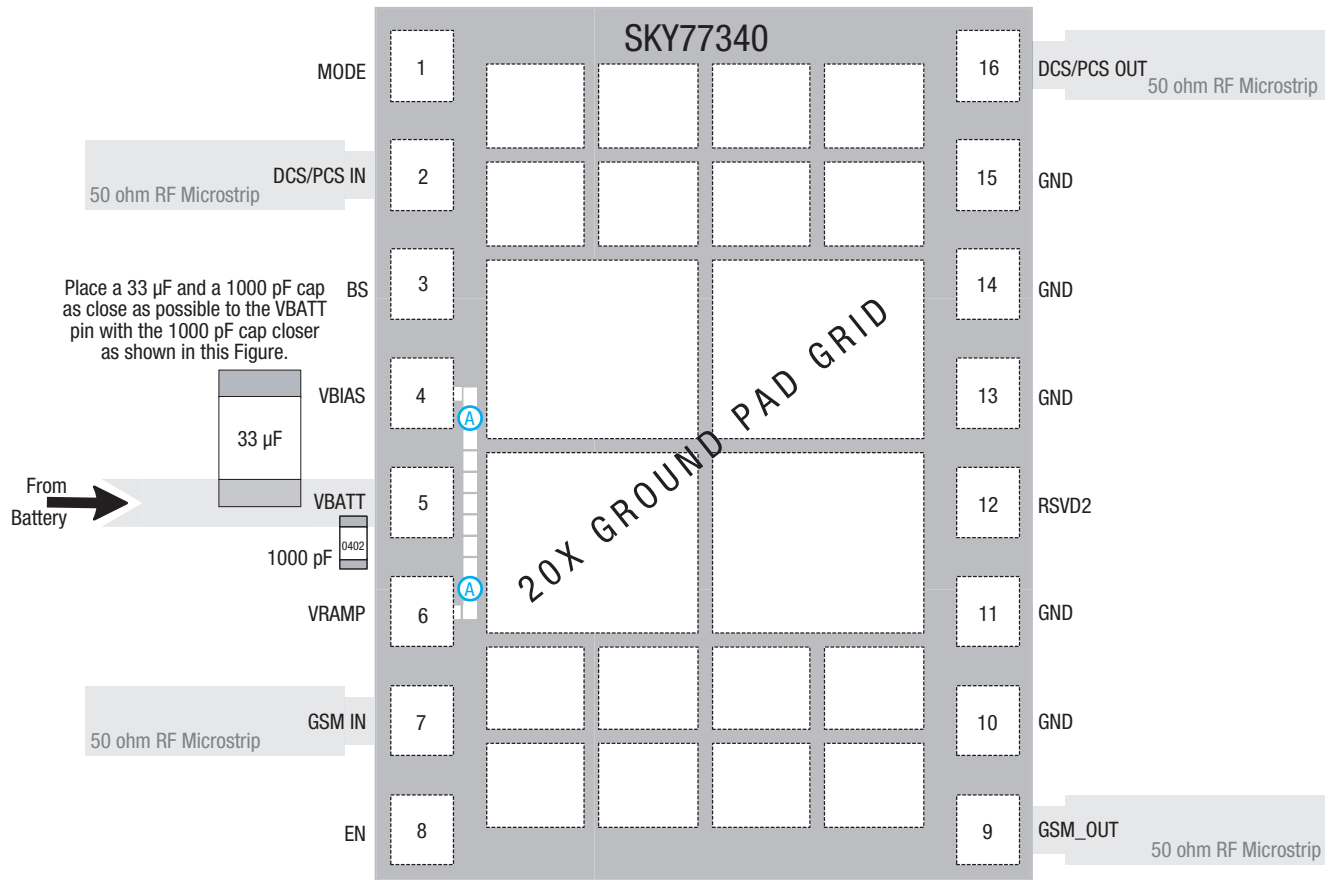 SKY77340
MODE
1
16
DCS/PCS OUT
50 ohm RF Microstrip
DCS/PCS IN
50 ohm RF Microstrip
2
15
GND
Place a 33 µF and a 1000 pF cap
as close as possible to the VBATT
pin with the 1000 pF cap closer
as shown in this Figure.
BS
3
14
GND
VBIAS
4
A
13
GND
33 µF
20X GROUND PAD GRID
From
Battery
VBATT
5
12
RSVD2
1000 pF
0402
A
VRAMP
6
11
GND
GSM IN
50 ohm RF Microstrip
7
10
GND
EN
8
9
GSM_OUT
50 ohm RF Microstrip